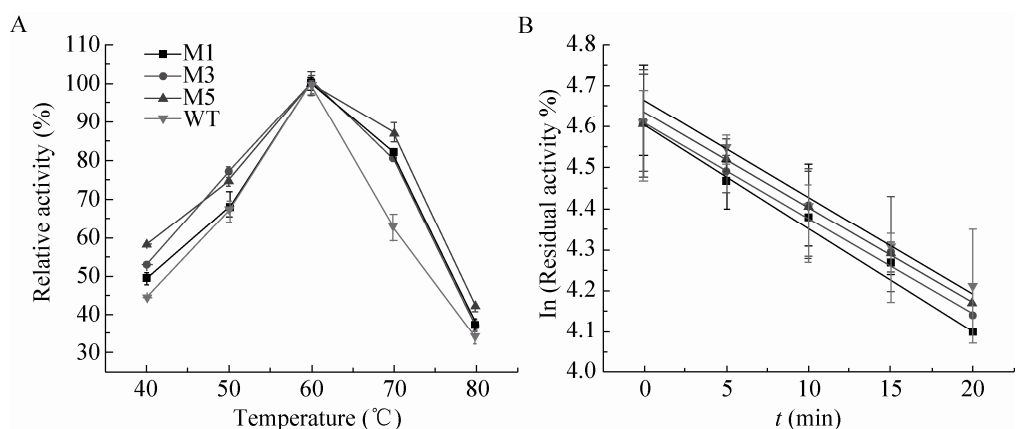 A
Relative activity (%)
110
100
90
80
70
60
50
40
30
M1
M3
M5
WT
40 50 60 70 80
Temperature (℃)
B
ln (Residual activity %)
4.8
4.7
4.6
4.5
4.4
4.3
4.2
4.1
4.0
0 5 10 15 20
t (min)